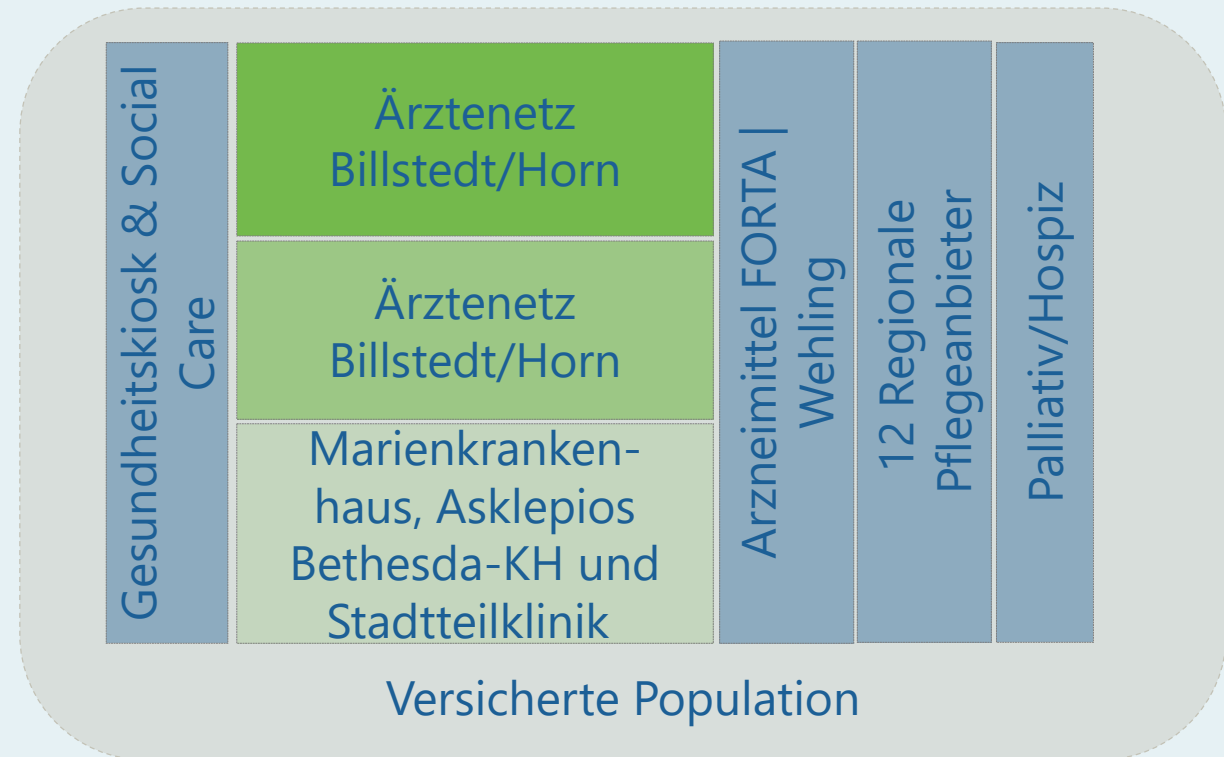 Gesundheitskiosk & Social
Care
Ärztenetz
Billstedt/Horn
Ärztenetz
Billstedt/Horn
Marienkranken-
haus, Asklepios
Bethesda-KH und
Stadtteilklinik
Arzneimittel FORTA |
Wehling
12 Regionale
Pflegeanbieter
Palliativ/Hospiz
Versicherte Population